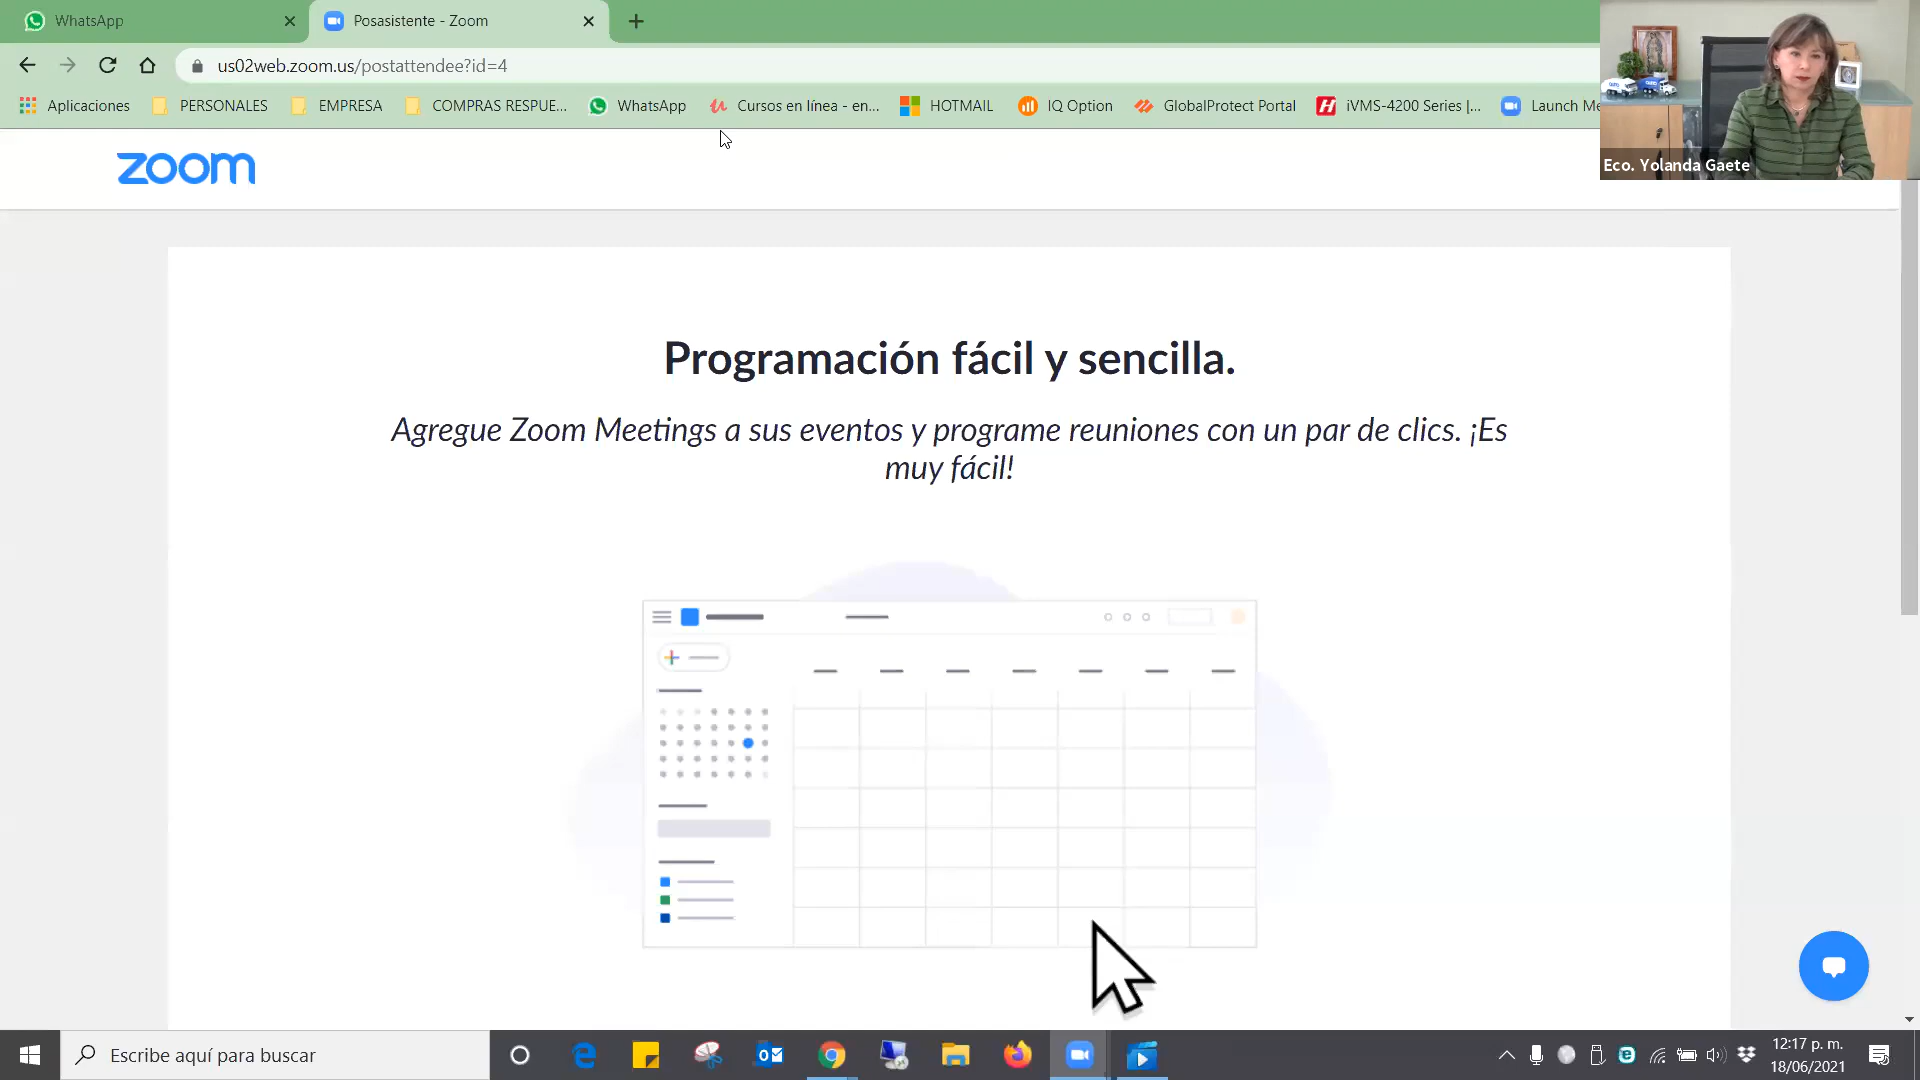 WhatsApp
Posasistente - Zoom
us02web.zoom.us/postattendee?id=4
Aplicaciones
PERSONALES
EMPRESA
COMPRAS RESPUE...
WhatsApp
Cursos en línea - en...
HOTMAIL
IQ Option
GlobalProtect Portal
iVMS-4200 Series |...
Launch Me
Eco. Yolanda Gaete
zoom
Programación fácil y sencilla.
Agregue Zoom Meetings a sus eventos y programe reuniones con un par de clics. ¡Es
muy fácil!
Escribe aquí para buscar
12:17 p. m.
18/06/2021